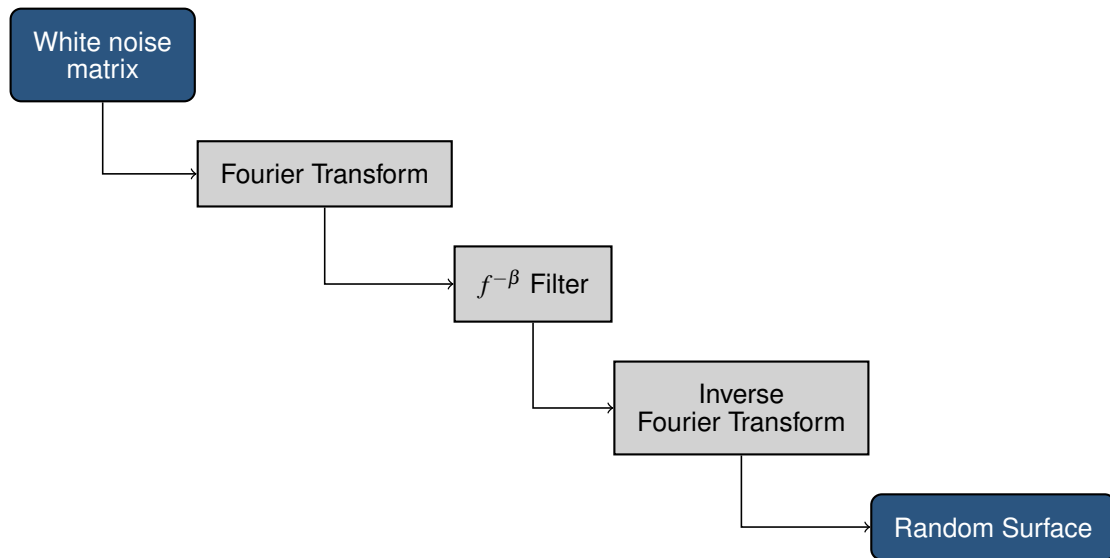 White noise
matrix
Fourier Transform
f^{−β} Filter
Inverse
Fourier Transform
Random Surface